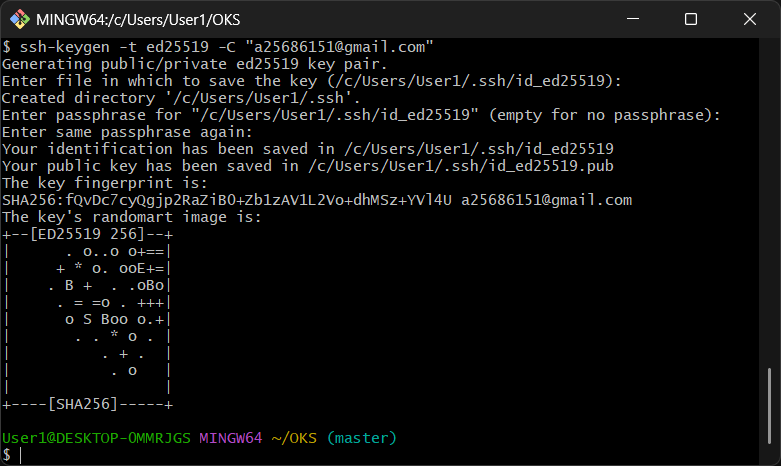 MINGW64:/c/Users/User1/OKS
$ ssh-keygen -t ed25519 -C "a25686151@gmail.com"
Generating public/private ed25519 key pair.
Enter file in which to save the key (/c/Users/User1/.ssh/id_ed25519):
Created directory '/c/Users/User1/.ssh'.
Enter passphrase for "/c/Users/User1/.ssh/id_ed25519" (empty for no passphrase):
Enter same passphrase again:
Your identification has been saved in /c/Users/User1/.ssh/id_ed25519
Your public key has been saved in /c/Users/User1/.ssh/id_ed25519.pub
The key fingerprint is:
SHA256:fQvDc7cyQgjp2RaZiBO+Zb1zAV1L2Vo+dhMSz+YVl4U a25686151@gmail.com
The key's randomart image is:
+--[ED25519 256]--+
|      . o..o o+==|
|     + * o. ooE+=|
|    . B +  . .oBo|
|     . = =o . +++|
|      o S Boo o.+|
|       . . * o . |
|          . + .  |
|           . o   |
|                 |
+----[SHA256]-----+
User1@DESKTOP-0MMRJGS MINGW64 ~/OKS (master)
$